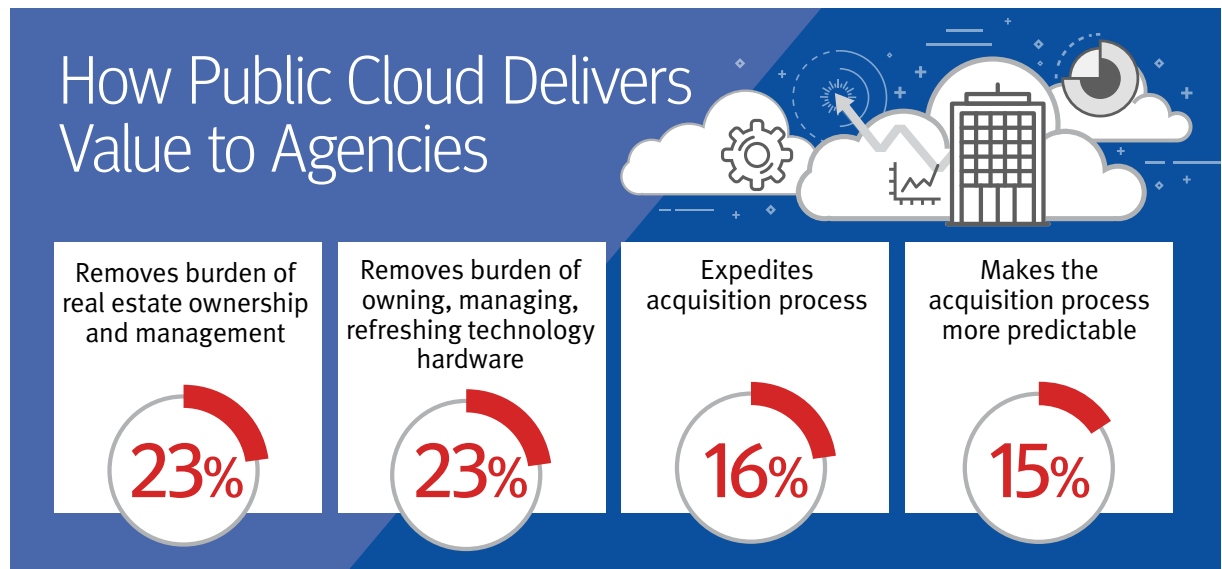 How Public Cloud Delivers
Value to Agencies
Removes burden of
real estate ownership
and management
23%
Removes burden of
owning, managing,
refreshing technology
hardware
23%
Expedites
acquisition process
16%
Makes the
acquisition process
more predictable
15%